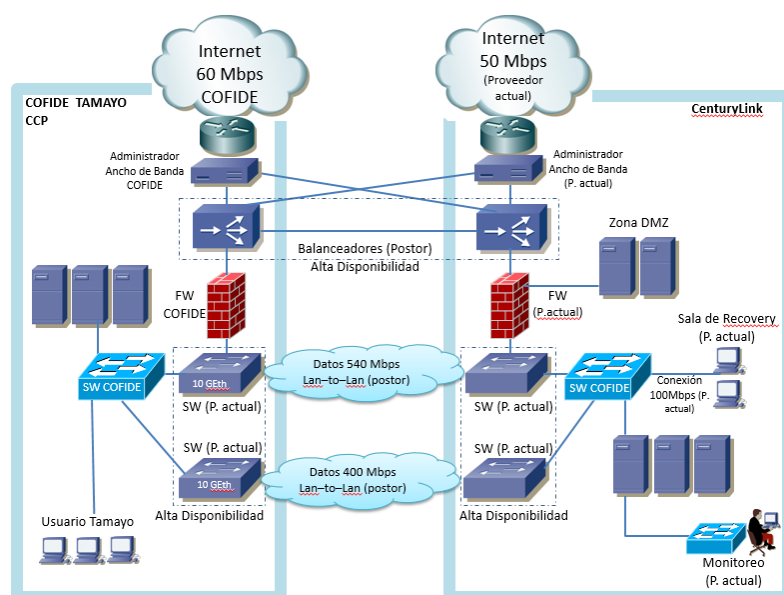 Internet
60 Mbps
COFIDE
Internet
50 Mbps
(Proveedor
actual)
COFIDE TAMAYO
CCP
CenturyLink
Administrador
Ancho de Banda
COFIDE
Administrador
Ancho de Banda
(P. actual)
Balanceadores (Postor)
Alta Disponibilidad
Zona DMZ
FW
COFIDE
FW
(P.actual)
Sala de Recovery
(P. actual)
Datos 540 Mbps
Lan–to–Lan (postor)
10 GEth
SW COFIDE
SW (P. actual)
SW (P. actual)
SW COFIDE
Conexión
100Mbps (P.
actual)
SW (P. actual)
SW (P. actual)
Datos 400 Mbps
Lan–to–Lan (postor)
10 GEth
Alta Disponibilidad
Alta Disponibilidad
Usuario Tamayo
Monitoreo
(P. actual)